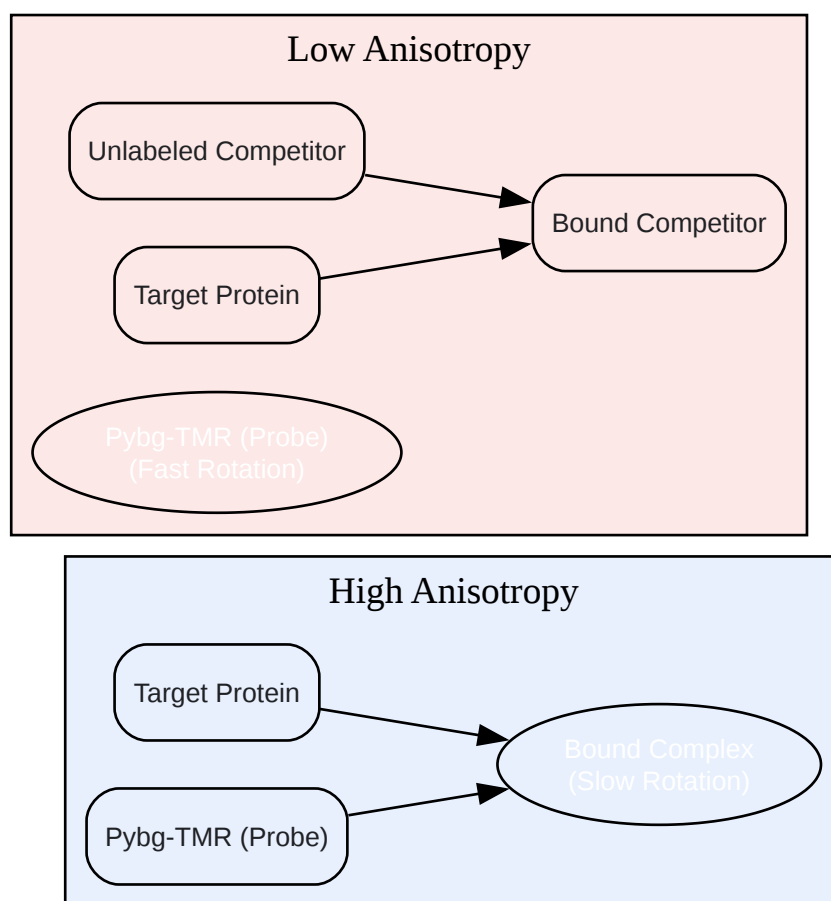 Low Anisotropy
Unlabeled Competitor
Bound Competitor
Target Protein
Pybg-TMR (Probe)
(Fast Rotation)
High Anisotropy
Target Protein
Bound Complex
(Slow Rotation)
Pybg-TMR (Probe)